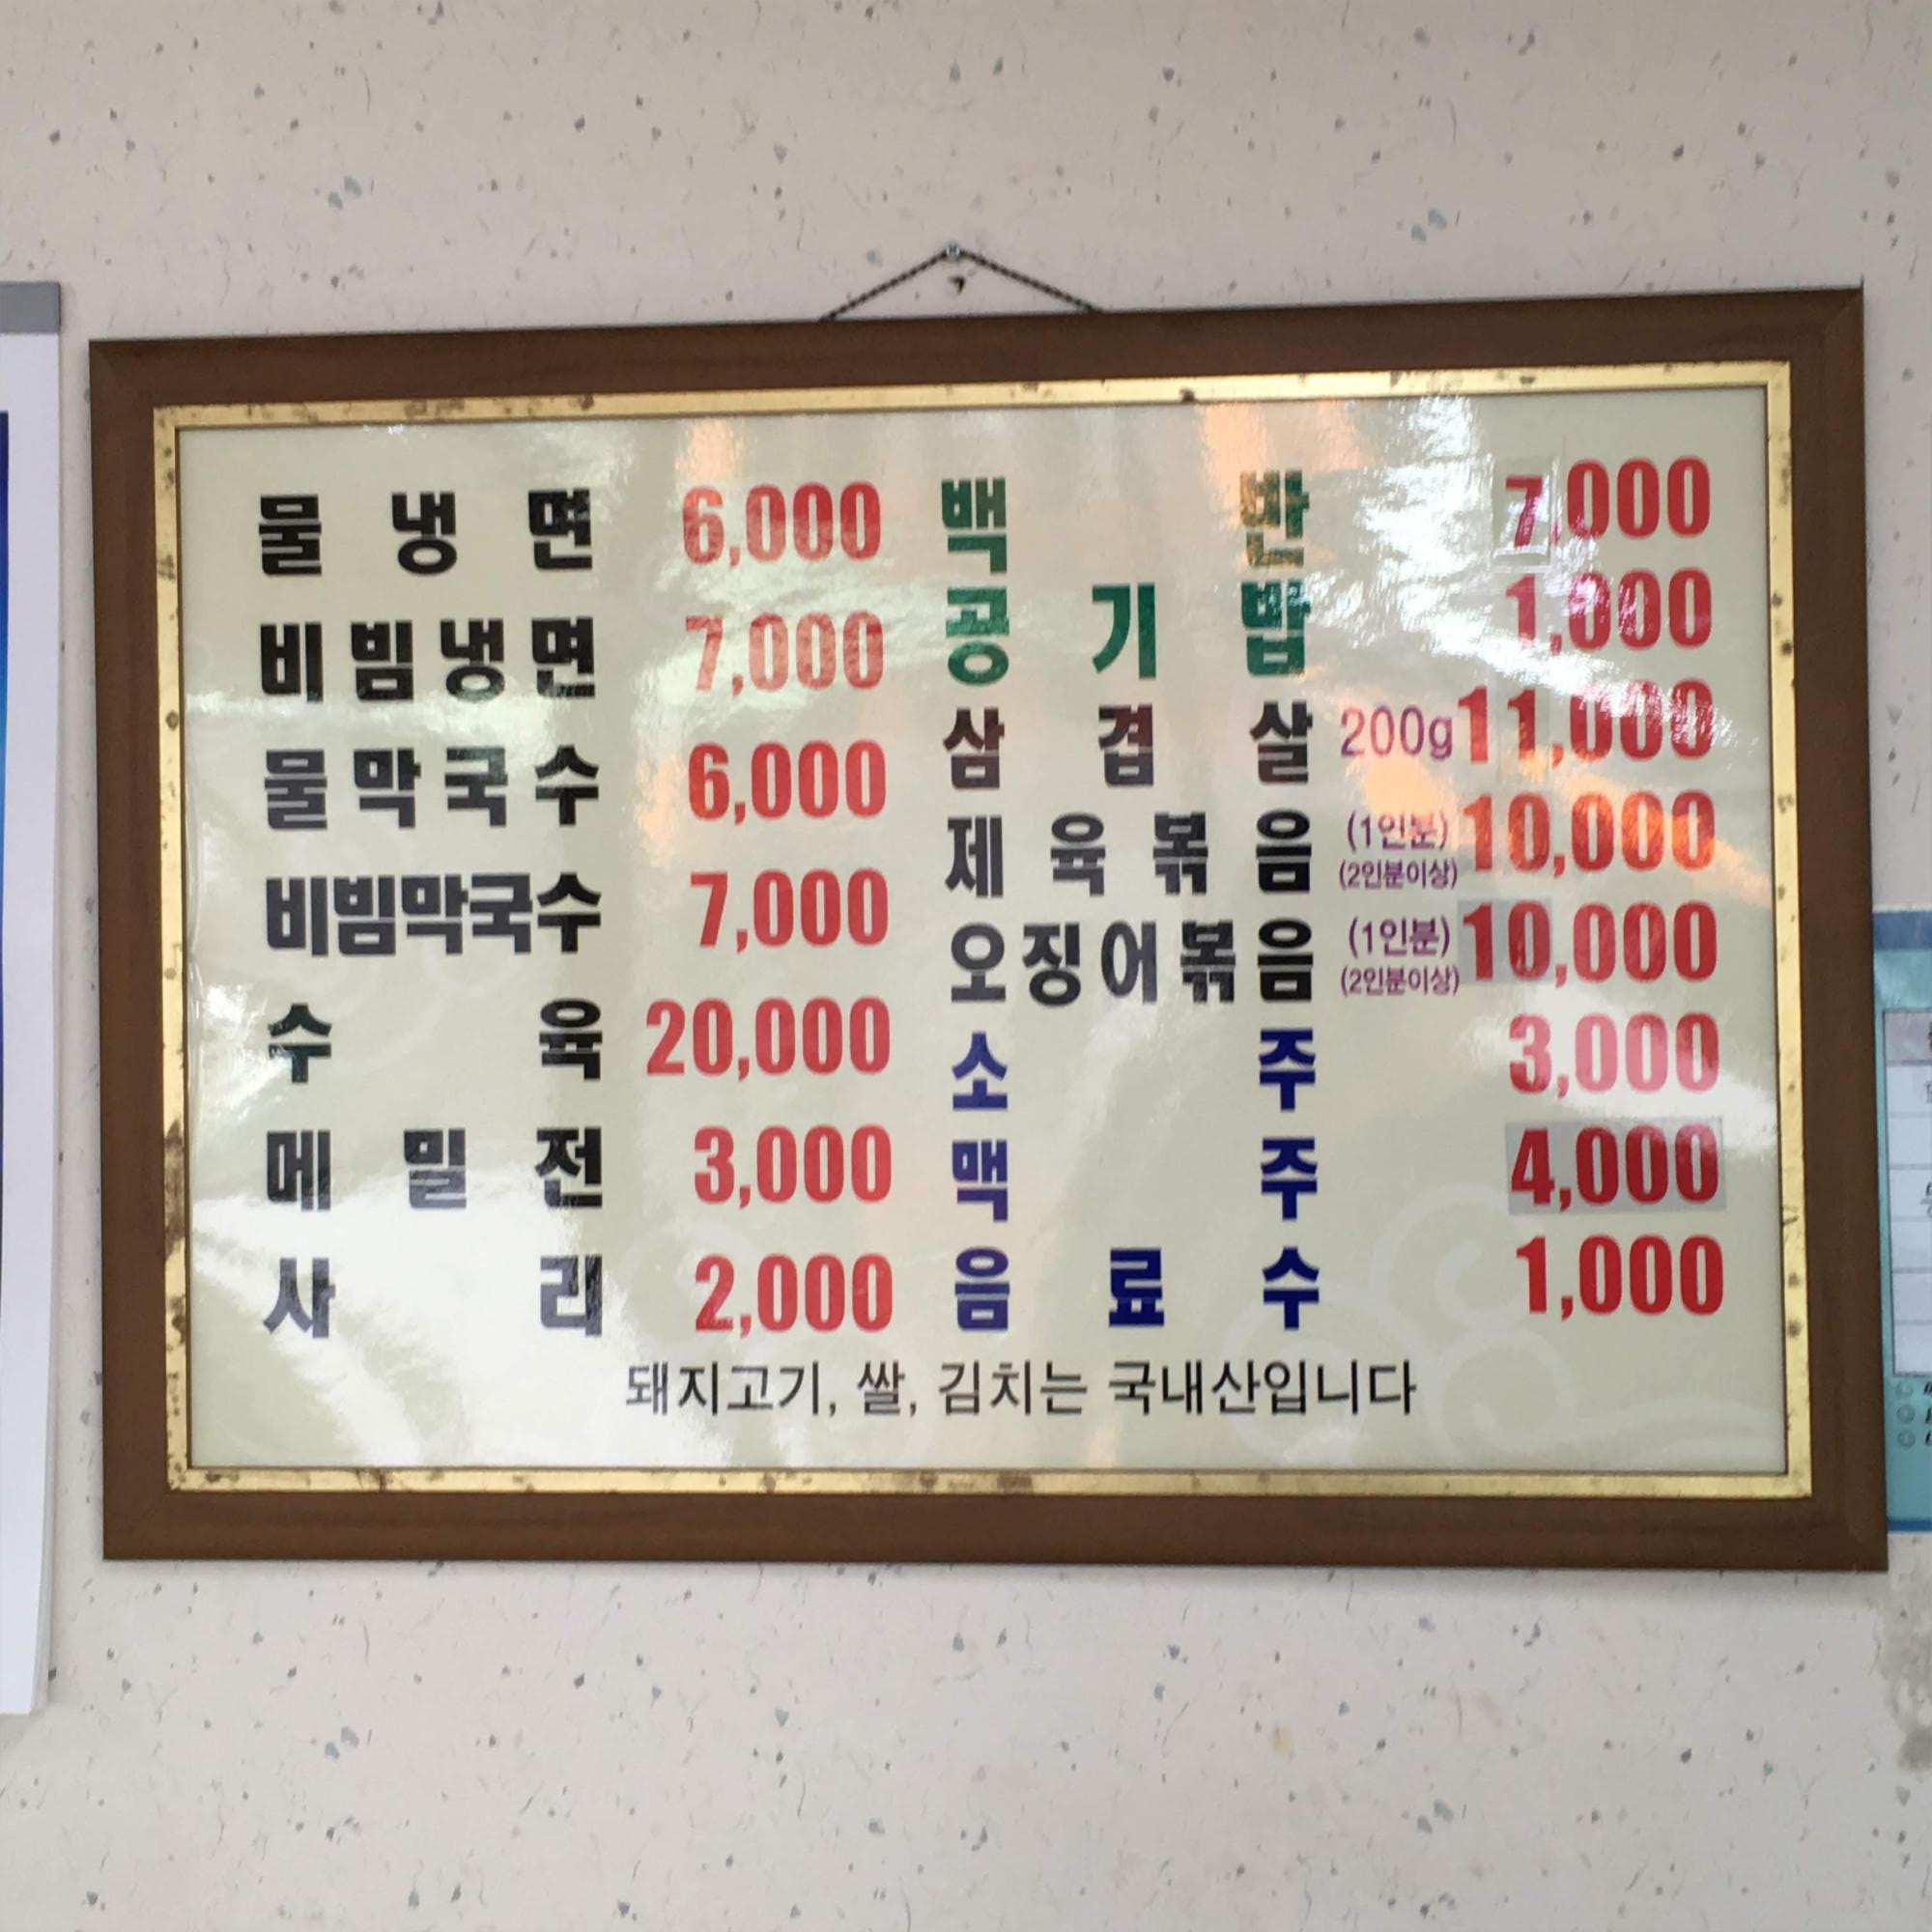 물냉면 6,000
비빔냉면 7,000
물막국수 6,000
비빔막국수 7,000
수육 20,000
메밀전 3,000
사리 2,000
백반 7,000
공기밥 1,000
삼겹살 200g 11,000
제육볶음 (1인분) (2인분이상) 10,000
오징어볶음 (1인분) (2인분이상) 10,000
소주 3,000
맥주 4,000
음료수 1,000
돼지고기, 쌀, 김치는 국내산입니다